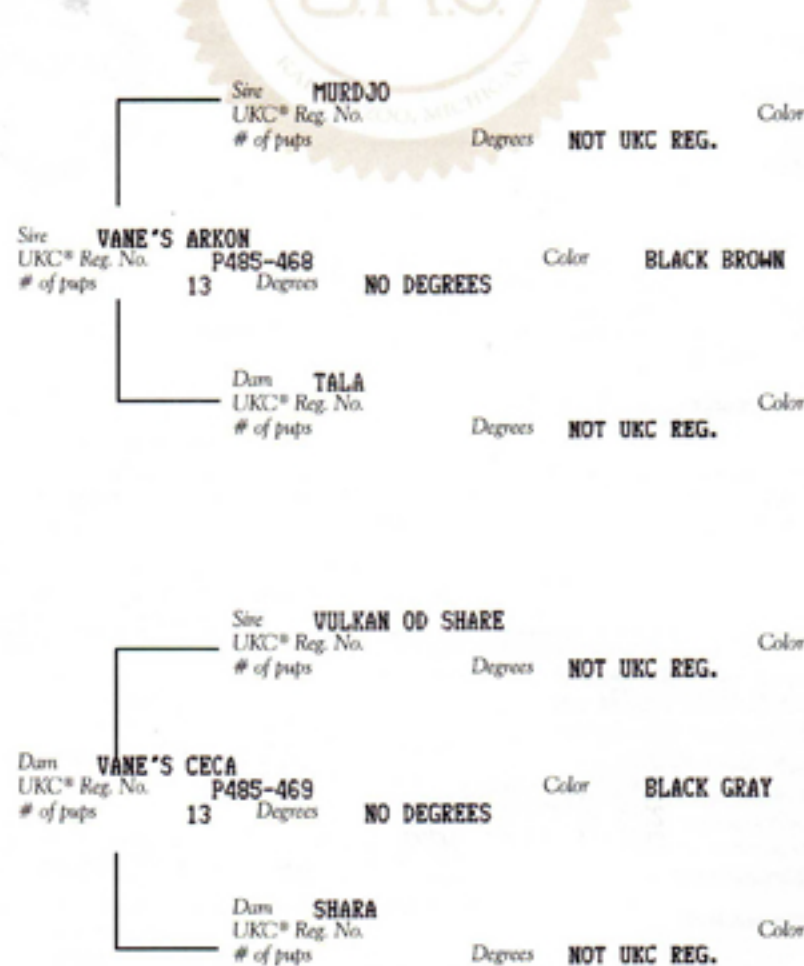 U.K.C.
KALAMAZOO, MICHIGAN
Sire MURDJO
UKC® Reg. No. Color
# of pups Degrees NOT UKC REG.
Sire VANE'S ARKON
UKC® Reg. No. P485-468 Color BLACK BROWN
# of pups 13 Degrees NO DEGREES
Dam TALA
UKC® Reg. No. Color
# of pups Degrees NOT UKC REG.
Sire VULKAN OD SHARE
UKC® Reg. No. Color
# of pups Degrees NOT UKC REG.
Dam VANE'S CECA
UKC® Reg. No. P485-469 Color BLACK GRAY
# of pups 13 Degrees NO DEGREES
Dam SHARA
UKC® Reg. No. Color
# of pups Degrees NOT UKC REG.